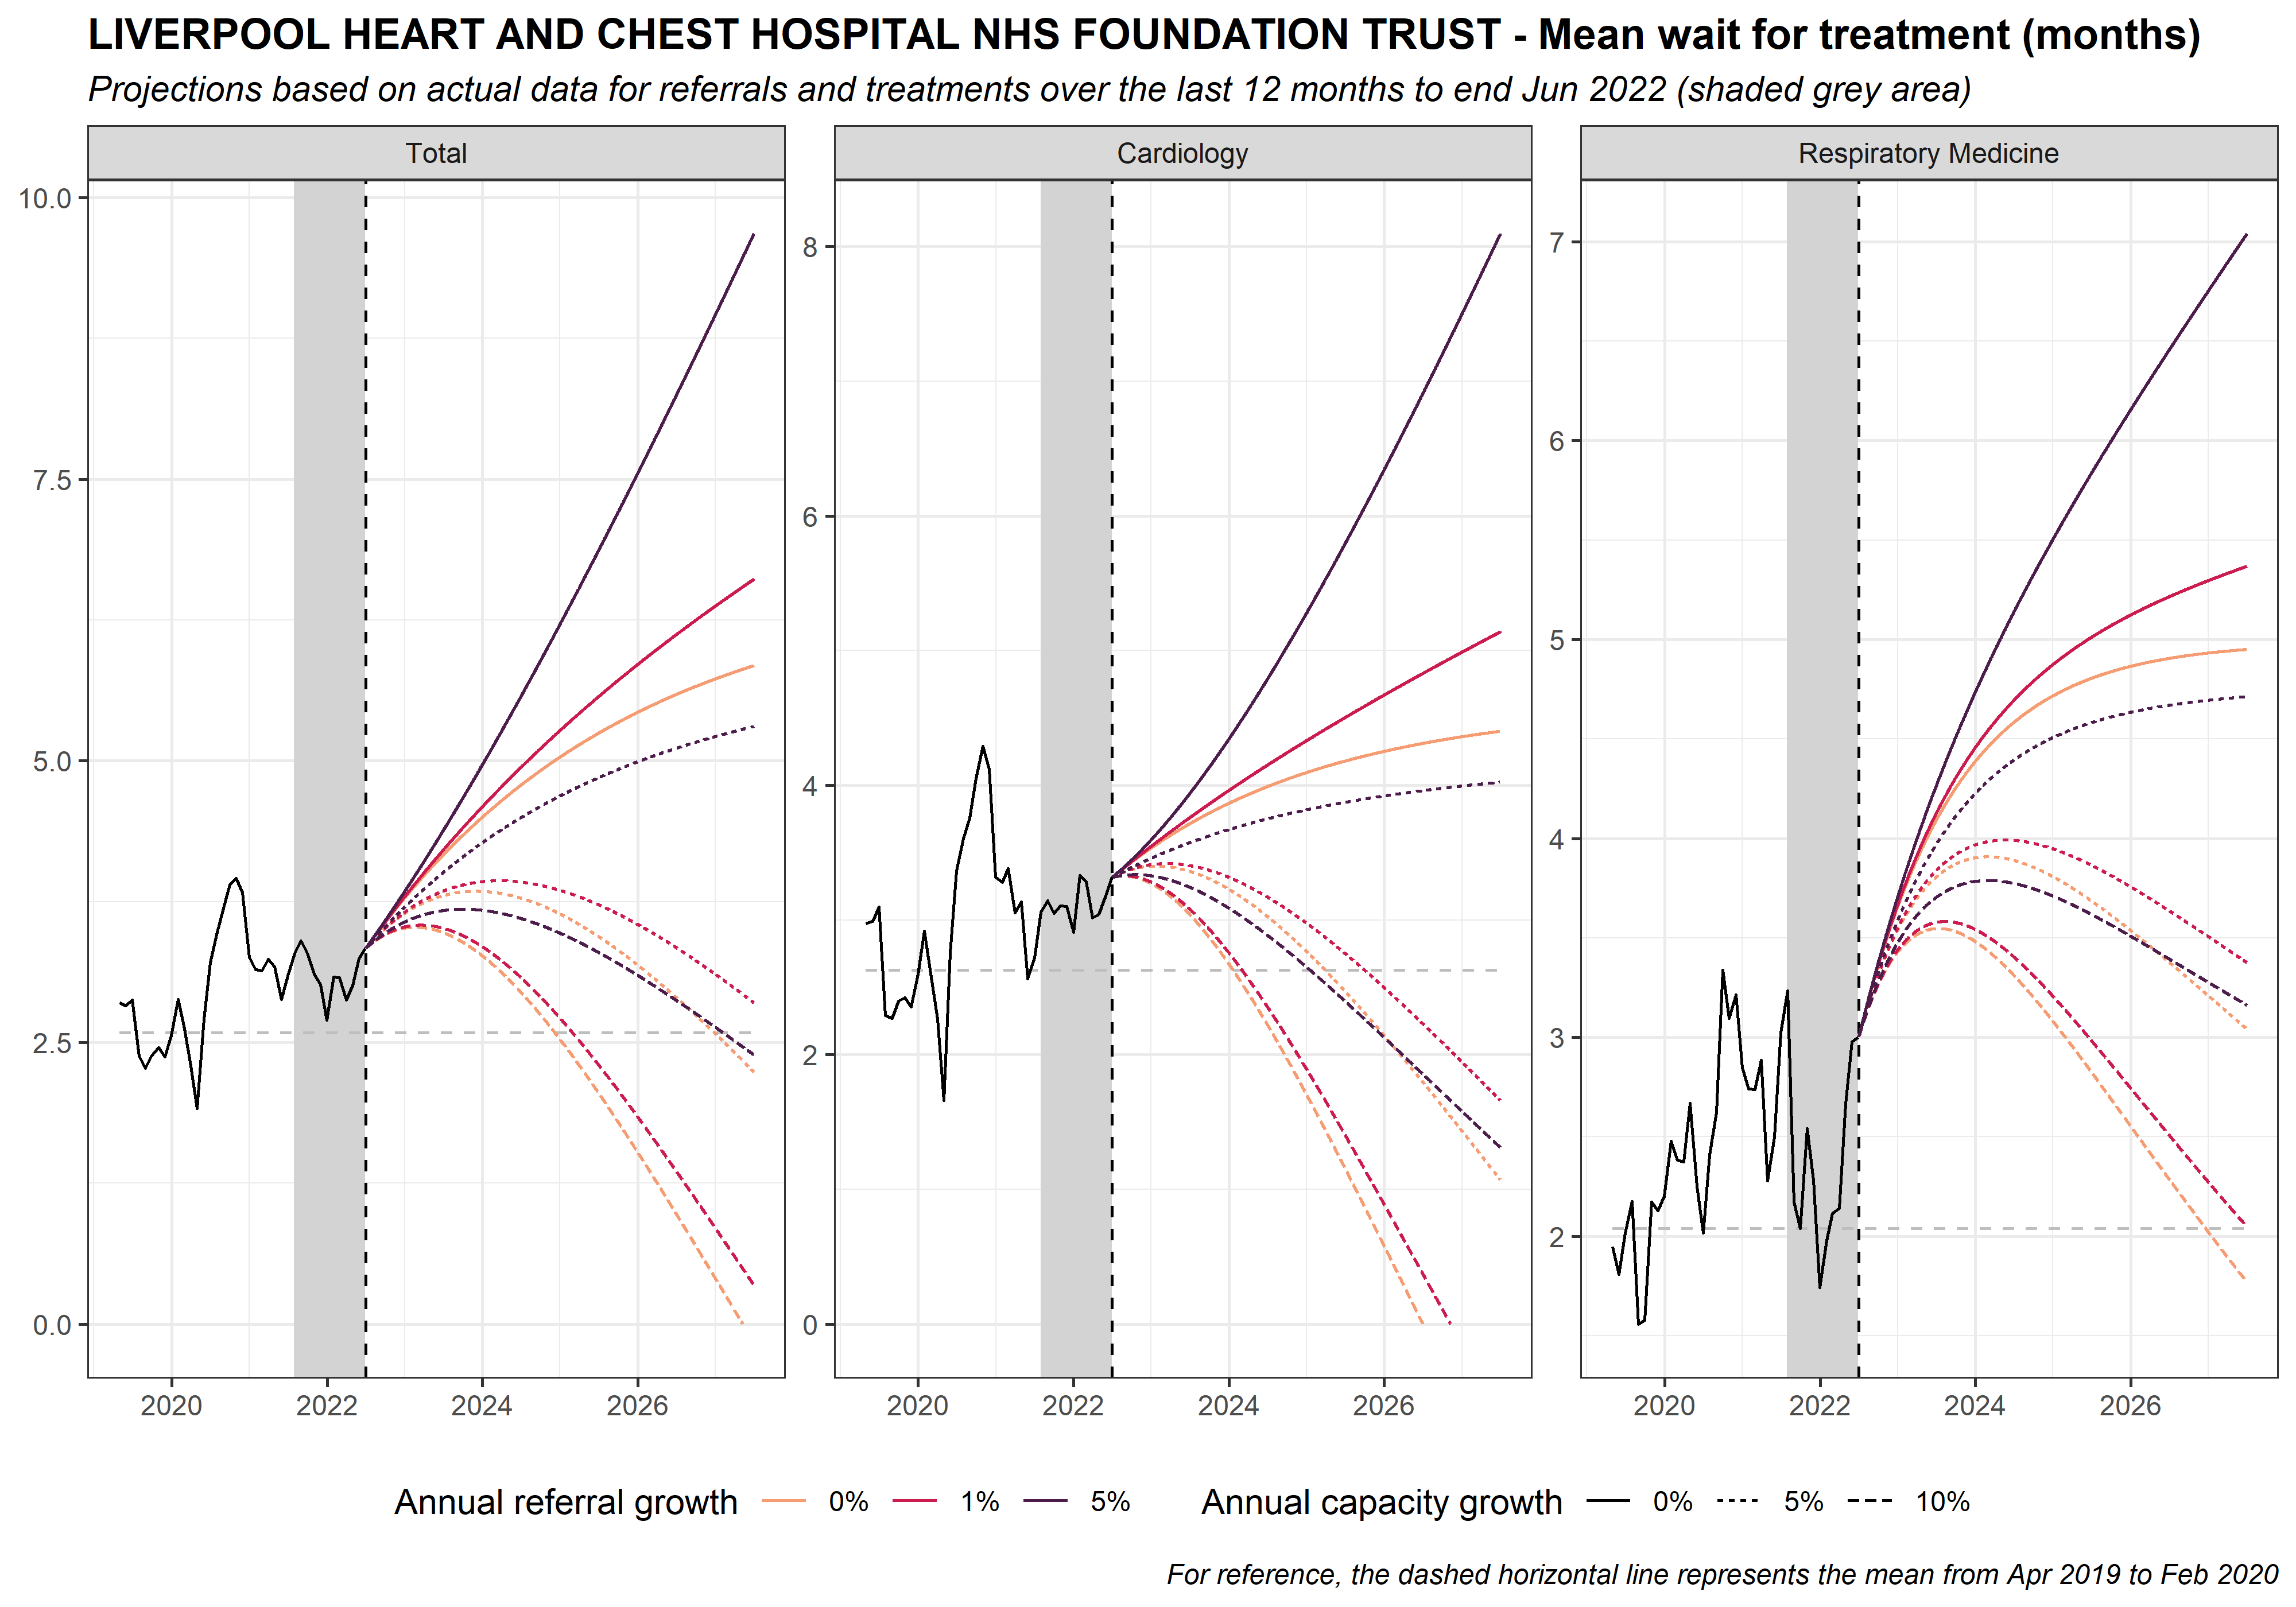 LIVERPOOL HEART AND CHEST HOSPITAL NHS FOUNDATION TRUST - Mean wait for treatment (months)
Projections based on actual data for referrals and treatments over the last 12 months to end Jun 2022 (shaded grey area)
Total
10.0
7.5
5.0
2.5
0.0
2020 2022 2024 2026
Cardiology
8
6
4
2
0
2020 2022 2024 2026
Respiratory Medicine
7
6
5
4
3
2
2020 2022 2024 2026
Annual referral growth 0% 1% 5% Annual capacity growth 0% 5% 10%
For reference, the dashed horizontal line represents the mean from Apr 2019 to Feb 2020